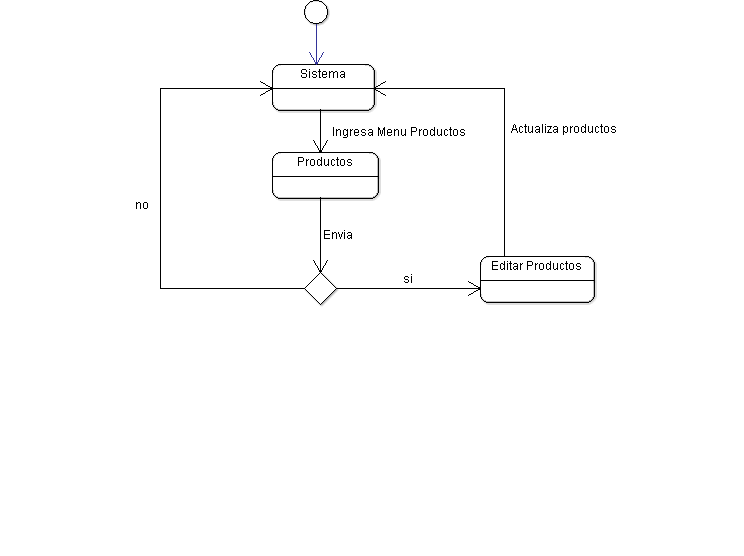 Sistema
Ingresa Menu Productos
Actualiza productos
Productos
no
Envia
Editar Productos
si